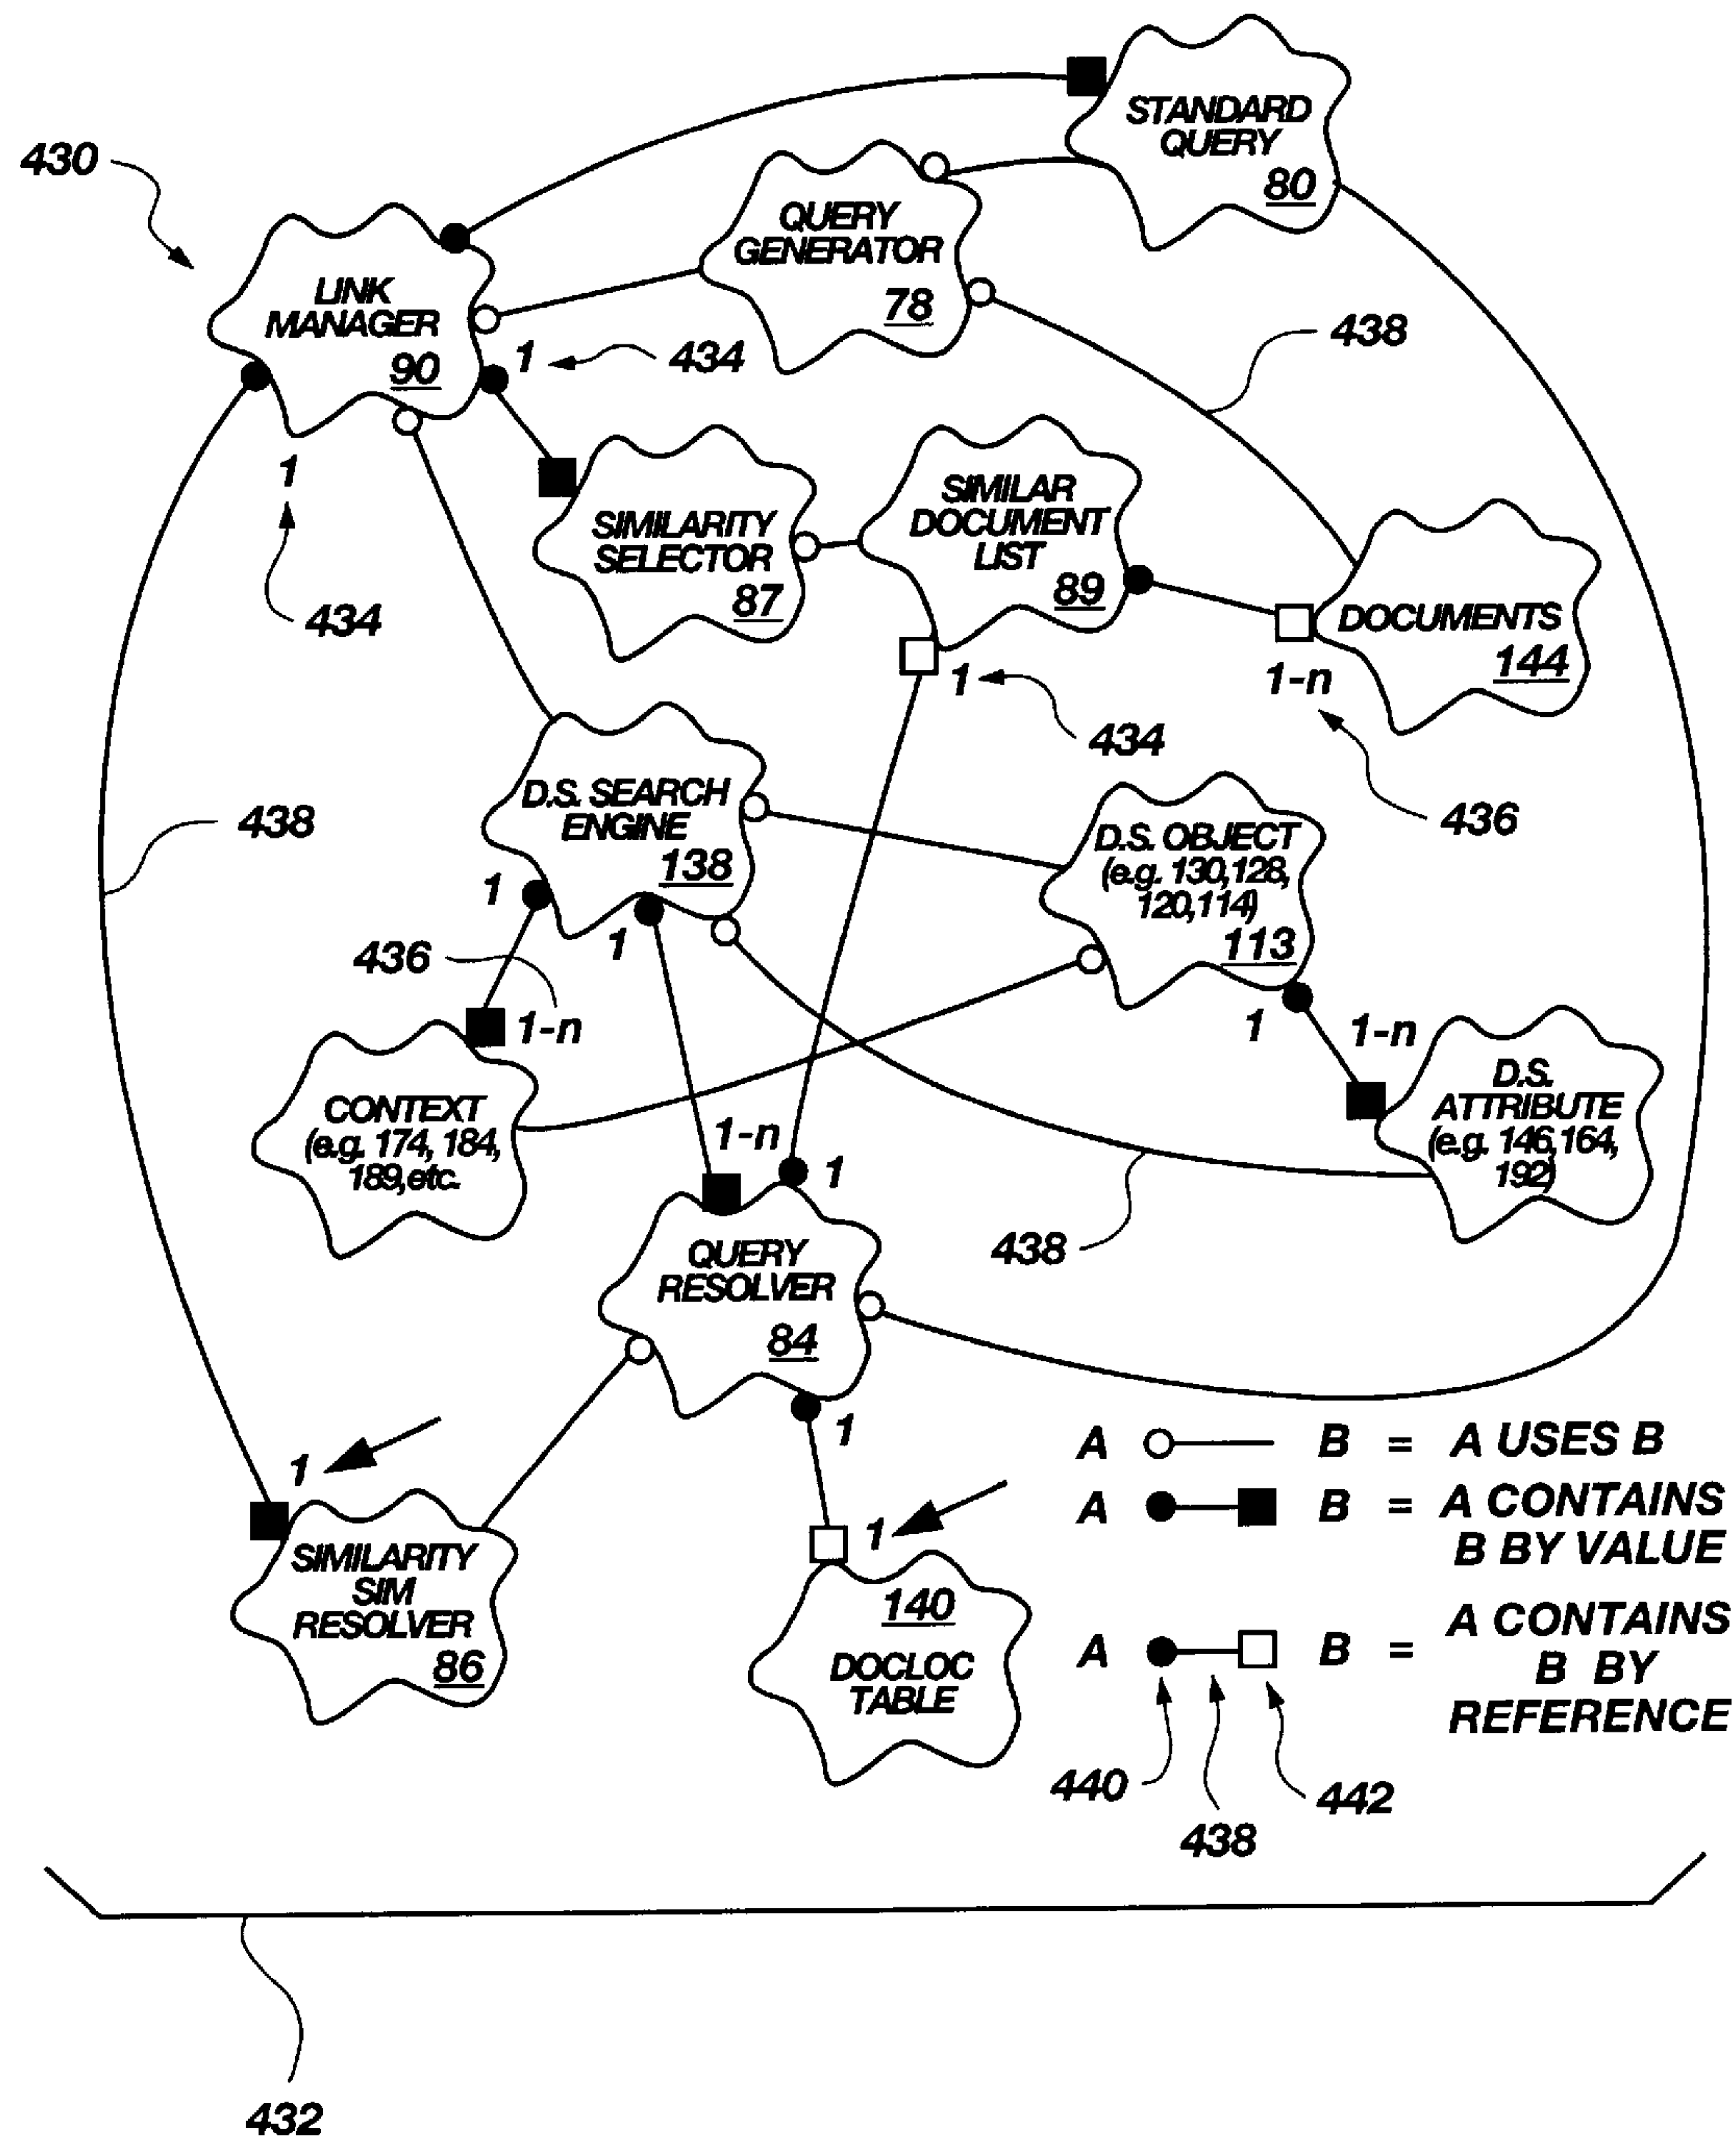 STANDARD
QUERY
80
430
QUERY
GENERATOR
78
LINK
MANAGER
90
1
434
438
1
434
SIMILARITY
SELECTOR
87
SIMILAR
DOCUMENT
LIST
89
DOCUMENTS
144
1-n
436
1
434
438
D.S. SEARCH
ENGINE
138
1
1
436
1-n
D.S. OBJECT
(e.g. 130,128,
120,114)
113
1
1-n
CONTEXT
(e.g. 174, 184,
189,etc.
D.S.
ATTRIBUTE
(e.g. 146,164,
192)
1-n
1
438
QUERY
RESOLVER
84
1
1
SIMILARITY
SIM
RESOLVER
86
1
140
DOCLOC
TABLE
A B = A USES B
A B = A CONTAINS
B BY VALUE
A B = A CONTAINS
B BY
REFERENCE
440
438
442
432